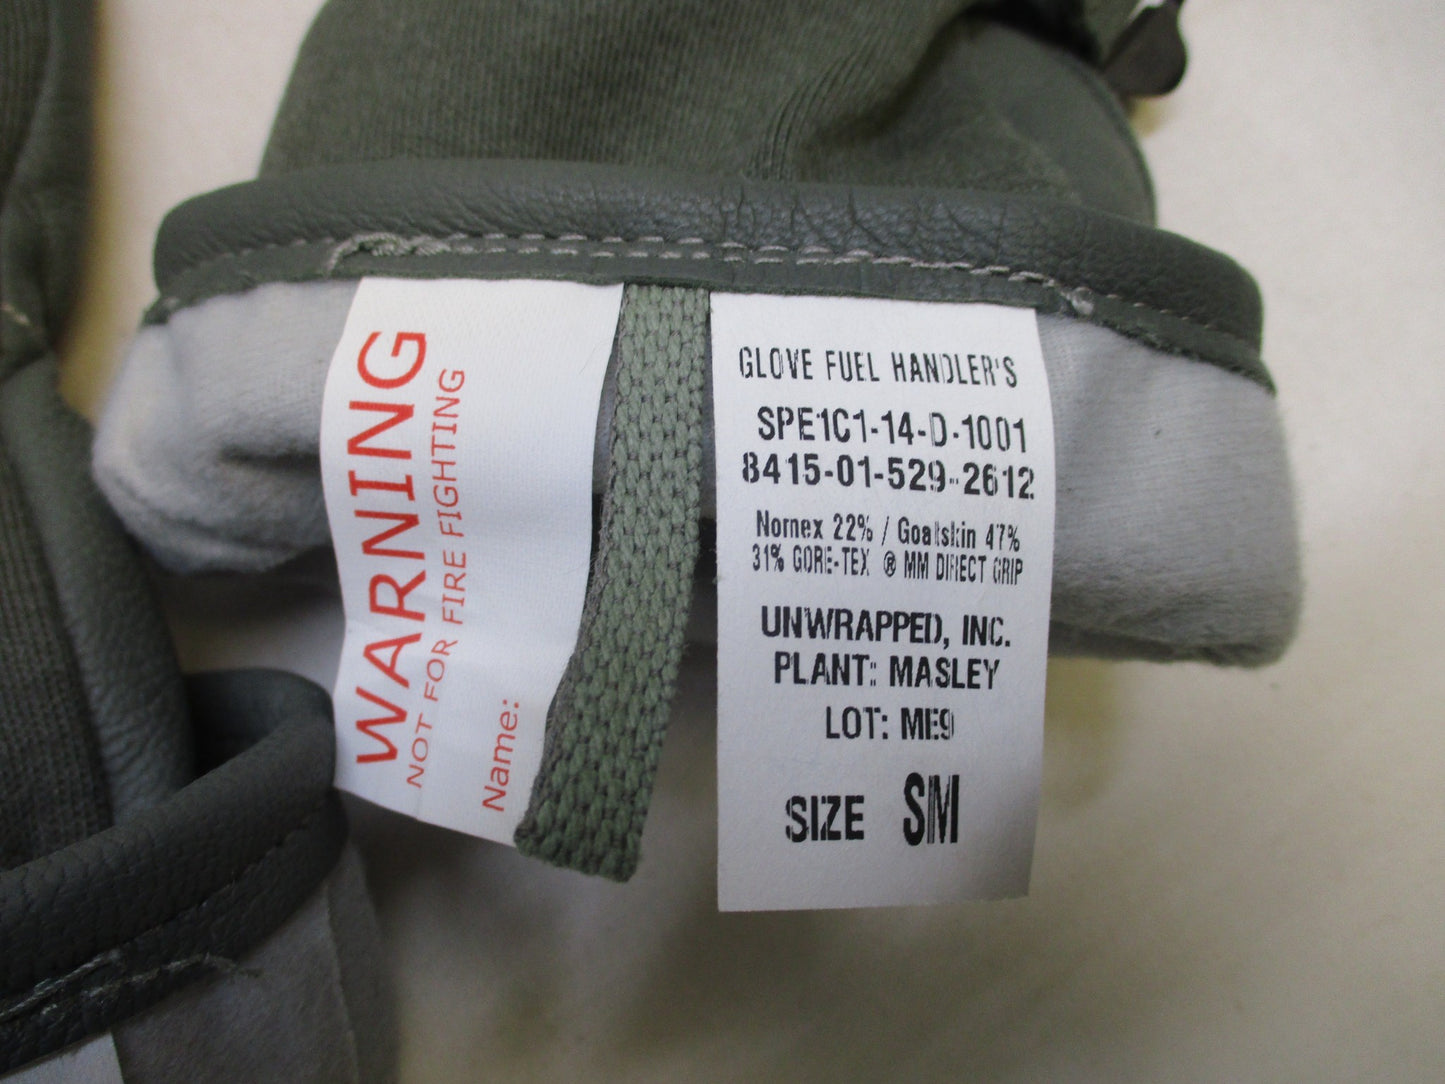 WARNING
NOT FOR FIRE FIGHTING
Name:
GLOVE FUEL HANDLER'S
SPE1C1-14-D-1001
8415-01-529-2612
Nomex 22% / Goatskin 47%
31% GORE-TEX ® MM DIRECT GRIP
UNWRAPPED, INC.
PLANT: MASLEY
LOT: ME9
SIZE SM